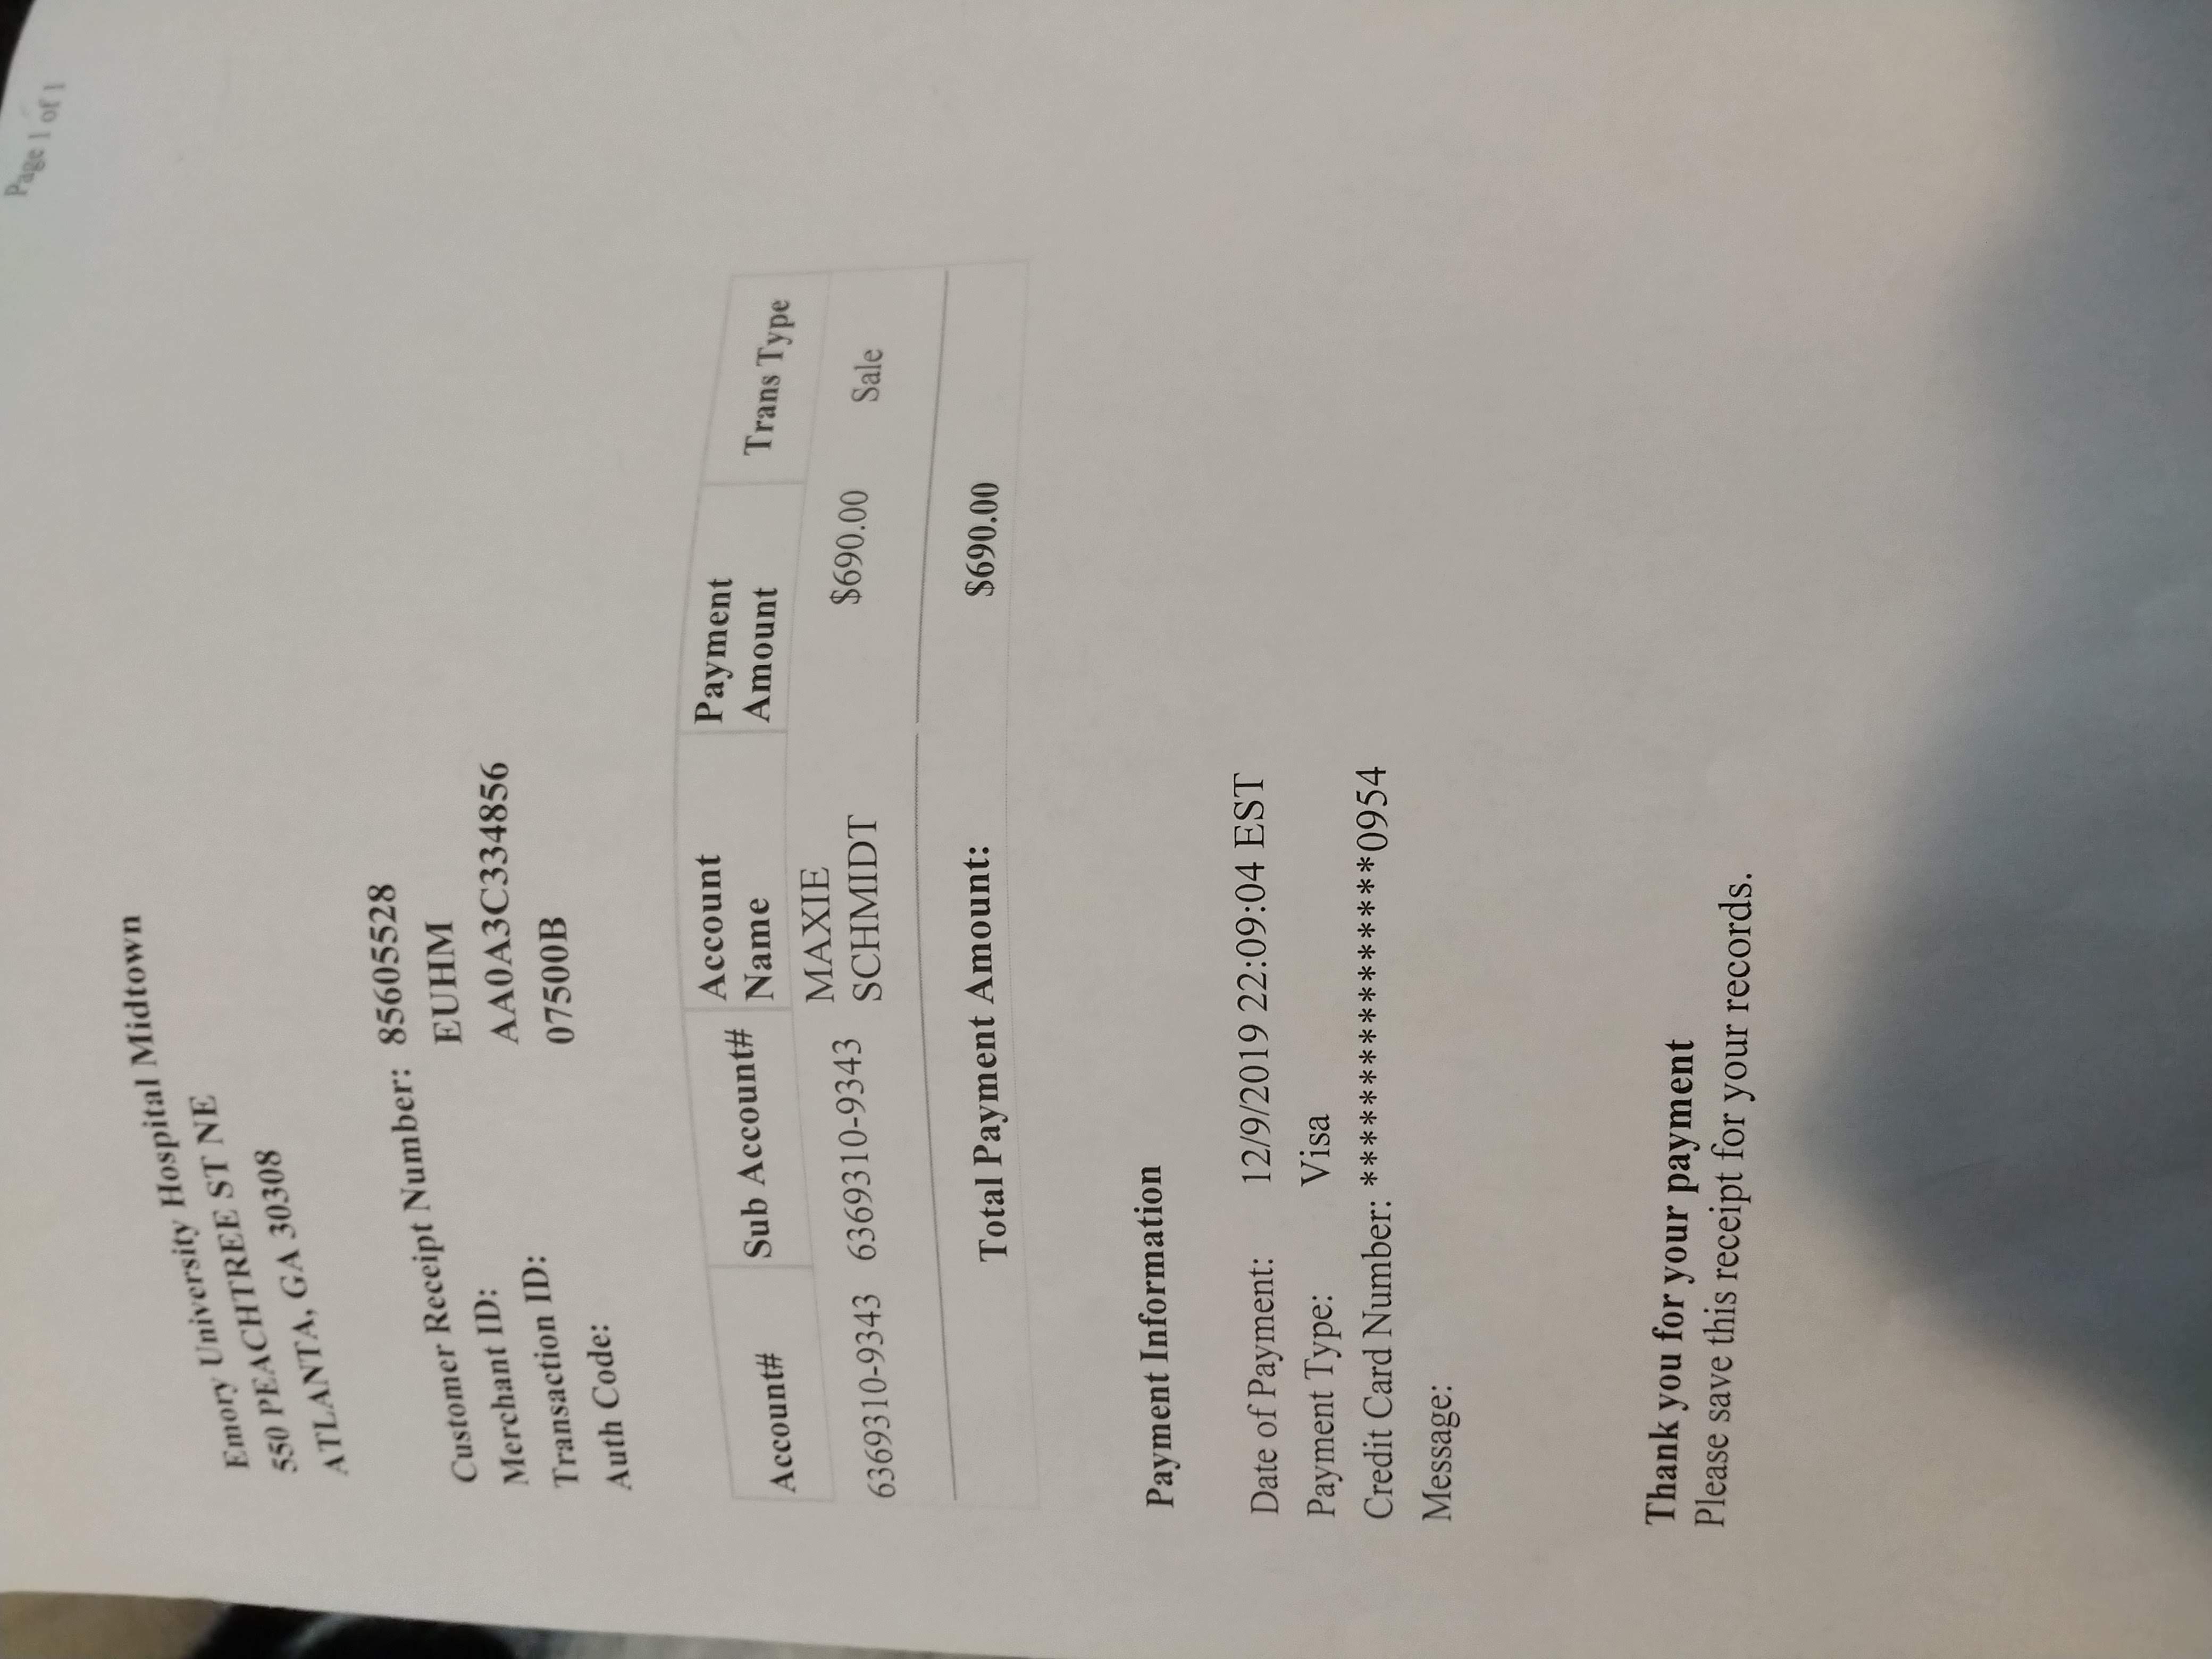 Page 1 of 1
Emory University Hospital Midtown
550 PEACHTREE ST NE
ATLANTA, GA 30308
Customer Receipt Number: 85605528
Merchant ID: EUHM
Transaction ID: AA0A3C334856
Auth Code: 07500B
Account# Sub Account# Account Name Payment Amount Trans Type
6369310-9343 6369310-9343 MAXIE SCHMIDT $690.00 Sale
Total Payment Amount: $690.00
Payment Information
Date of Payment: 12/9/2019 22:09:04 EST
Payment Type: Visa
Credit Card Number: ****************0954
Message:
Thank you for your payment
Please save this receipt for your records.